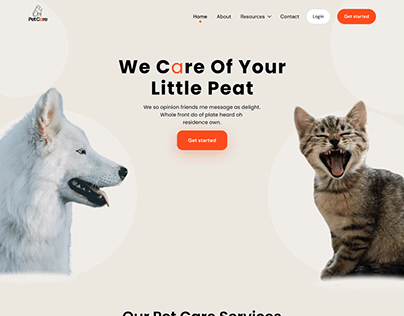 PetCare
Home About Resources Contact Login Get started
We Care Of Your
Little Peat
We so opinion friends me message as delight.
Whole front do of plate heard oh
residence own.
Get started
Our Pet Care Services